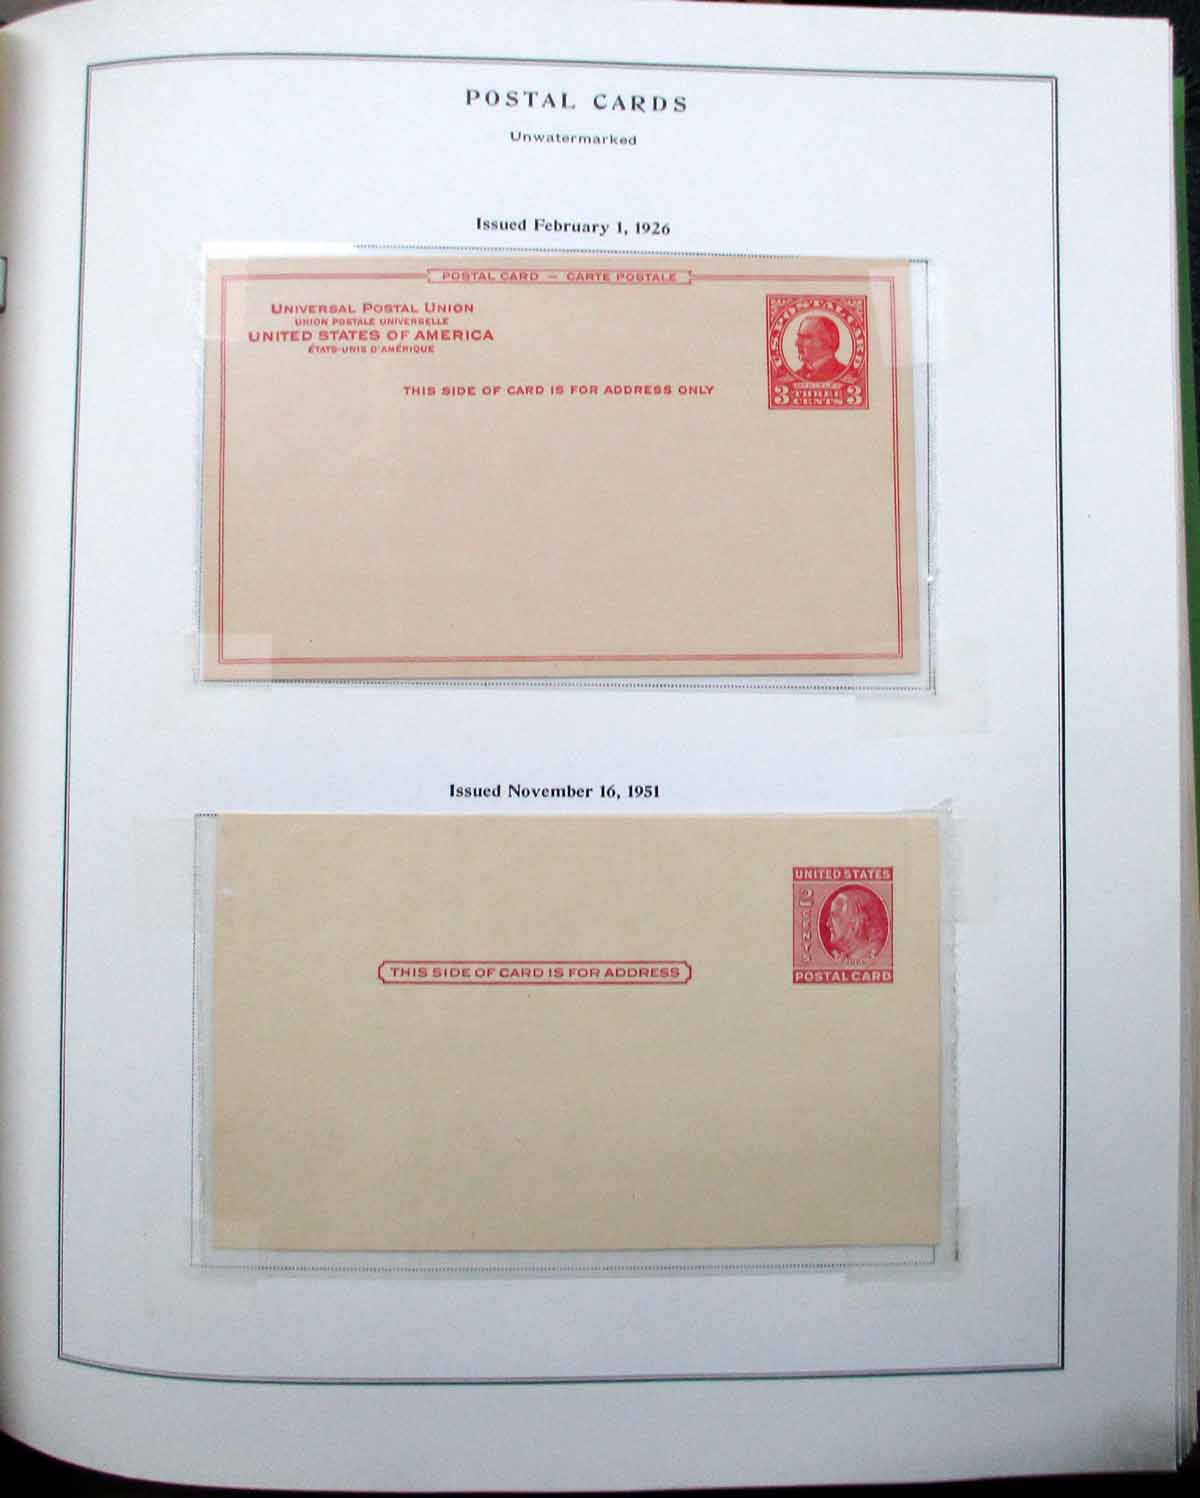 POSTAL CARDS
Unwatermarked
Issued February 1, 1926
POSTAL CARD — CARTE POSTALE
UNIVERSAL POSTAL UNION
UNION POSTALE UNIVERSELLE
UNITED STATES OF AMERICA
ÉTATS-UNIS D'AMÉRIQUE
THIS SIDE OF CARD IS FOR ADDRESS ONLY
U.S. POSTAL CARD
3 THREE 3
CENTS
Issued November 16, 1951
UNITED STATES
2 CENTS
POSTAL CARD
THIS SIDE OF CARD IS FOR ADDRESS